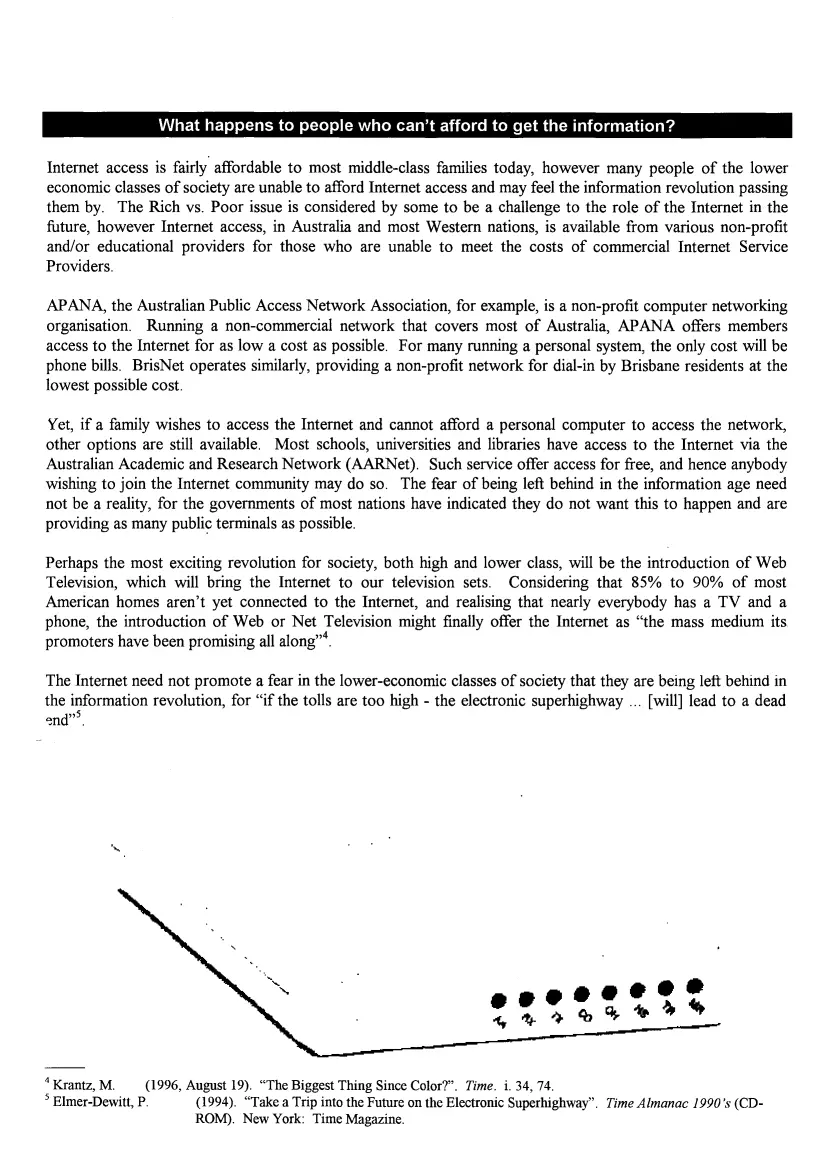 What happens to people who can't afford to get the information?
Internet access is fairly affordable to most middle-class families today, however many people of the lower
economic classes of society are unable to afford Internet access and may feel the information revolution passing
them by. The Rich vs. Poor issue is considered by some to be a challenge to the role of the Internet in the
future, however Internet access, in Australia and most Western nations, is available from various non-profit
and/or educational providers for those who are unable to meet the costs of commercial Internet Service
Providers.
APANA, the Australian Public Access Network Association, for example, is a non-profit computer networking
organisation. Running a non-commercial network that covers most of Australia, APANA offers members
access to the Internet for as low a cost as possible. For many running a personal system, the only cost will be
phone bills. BrisNet operates similarly, providing a non-profit network for dial-in by Brisbane residents at the
lowest possible cost.
Yet, if a family wishes to access the Internet and cannot afford a personal computer to access the network,
other options are still available. Most schools, universities and libraries have access to the Internet via the
Australian Academic and Research Network (AARNet). Such service offer access for free, and hence anybody
wishing to join the Internet community may do so. The fear of being left behind in the information age need
not be a reality, for the governments of most nations have indicated they do not want this to happen and are
providing as many public terminals as possible.
Perhaps the most exciting revolution for society, both high and lower class, will be the introduction of Web
Television, which will bring the Internet to our television sets. Considering that 85% to 90% of most
American homes aren't yet connected to the Internet, and realising that nearly everybody has a TV and a
phone, the introduction of Web or Net Television might finally offer the Internet as "the mass medium its
promoters have been promising all along"4.
The Internet need not promote a fear in the lower-economic classes of society that they are being left behind in
the information revolution, for "if the tolls are too high - the electronic superhighway ... [will] lead to a dead
end"5.
4 Krantz, M. (1996, August 19). "The Biggest Thing Since Color?". Time. i. 34, 74.
5 Elmer-Dewitt, P. (1994). "Take a Trip into the Future on the Electronic Superhighway". Time Almanac 1990's (CD-
ROM). New York: Time Magazine.